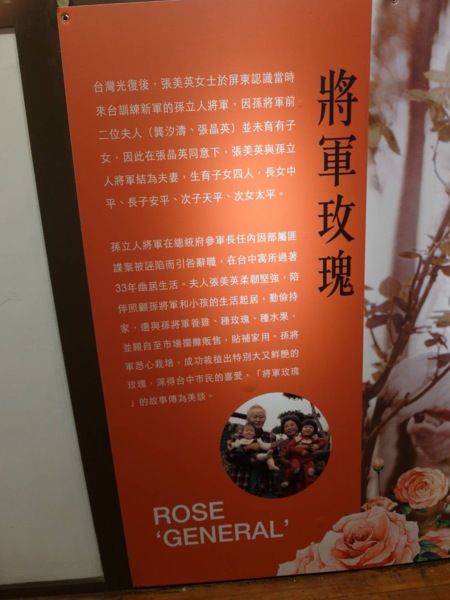 將軍玫瑰
台灣光復後，張美英女士於屏東認識當時
來台訓練新軍的孫立人將軍，因孫將軍前
二位夫人（龔汐濤、張晶英）並未育有子
女，因此在張晶英同意下，張美英與孫立
人將軍結為夫妻，生育子女四人，長女中
平、長子安平、次子天平、次女太平。
孫立人將軍在總統府參軍長任內因部屬匪
諜案被誣陷而引咎辭職，在台中寓所過著
33年幽居生活。夫人張美英柔韌堅強，陪
伴照顧孫將軍和小孩的生活起居，勤儉持
家，還與孫將軍養雞、種玫瑰、種水果，
並親自至市場擺攤販售，貼補家用。孫將
軍悉心栽培，成功栽植出特別大又鮮艷的
玫瑰，深得台中市民的喜愛，「將軍玫瑰
」的故事傳為美談。
ROSE
‘GENERAL’